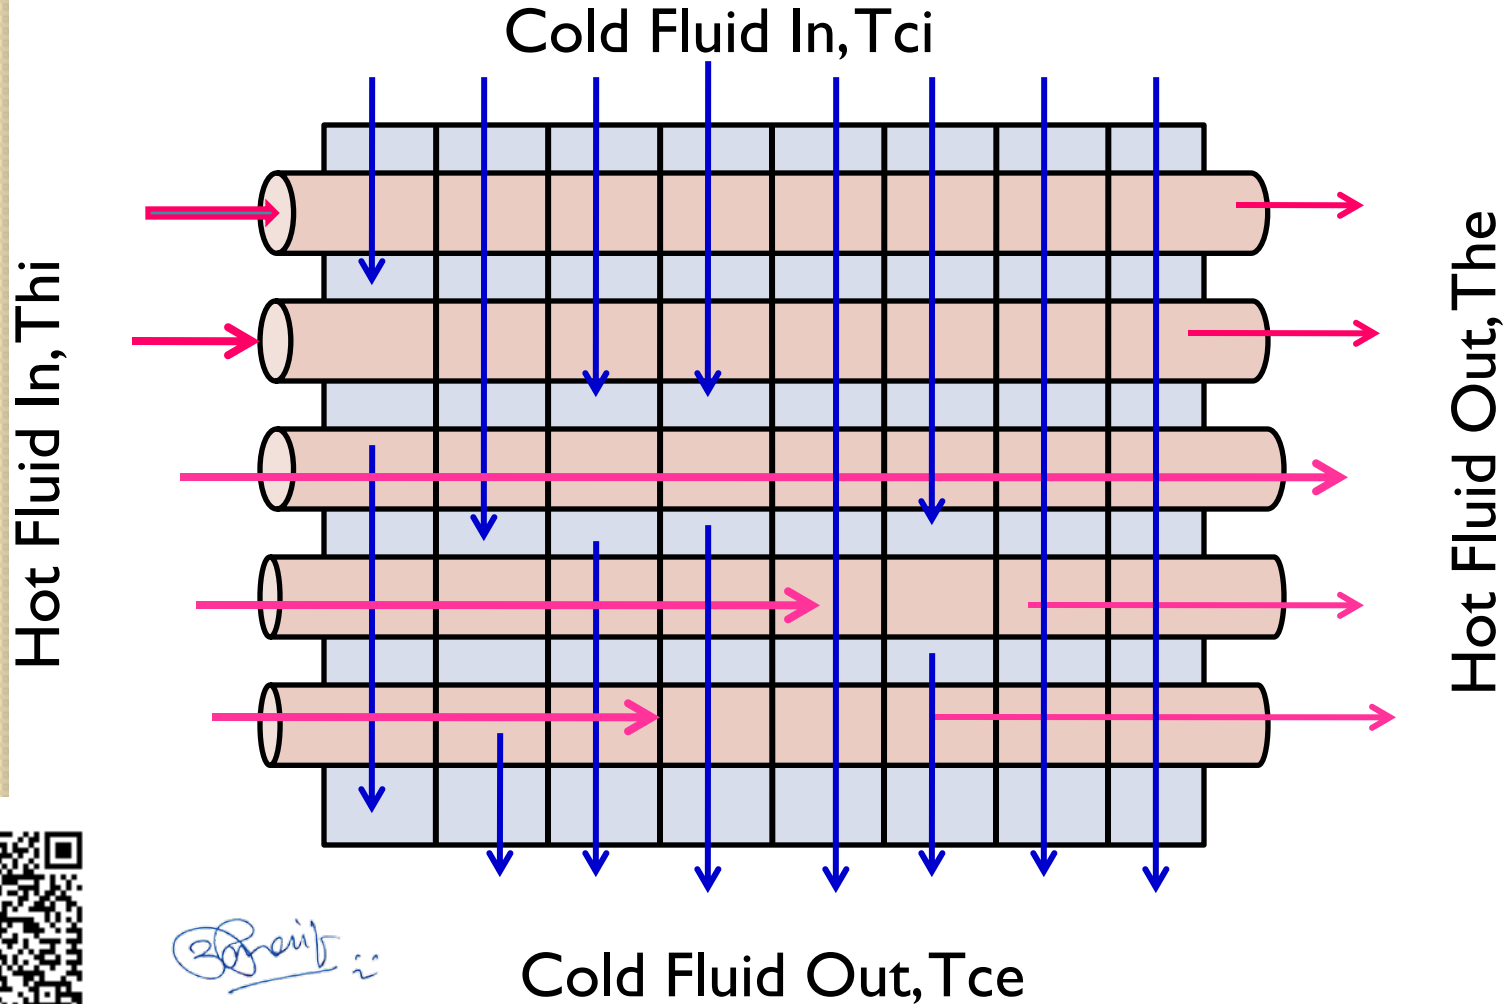 Cold Fluid In, Tci
Hot Fluid In, Thi
Hot Fluid Out, The
Cold Fluid Out, Tce